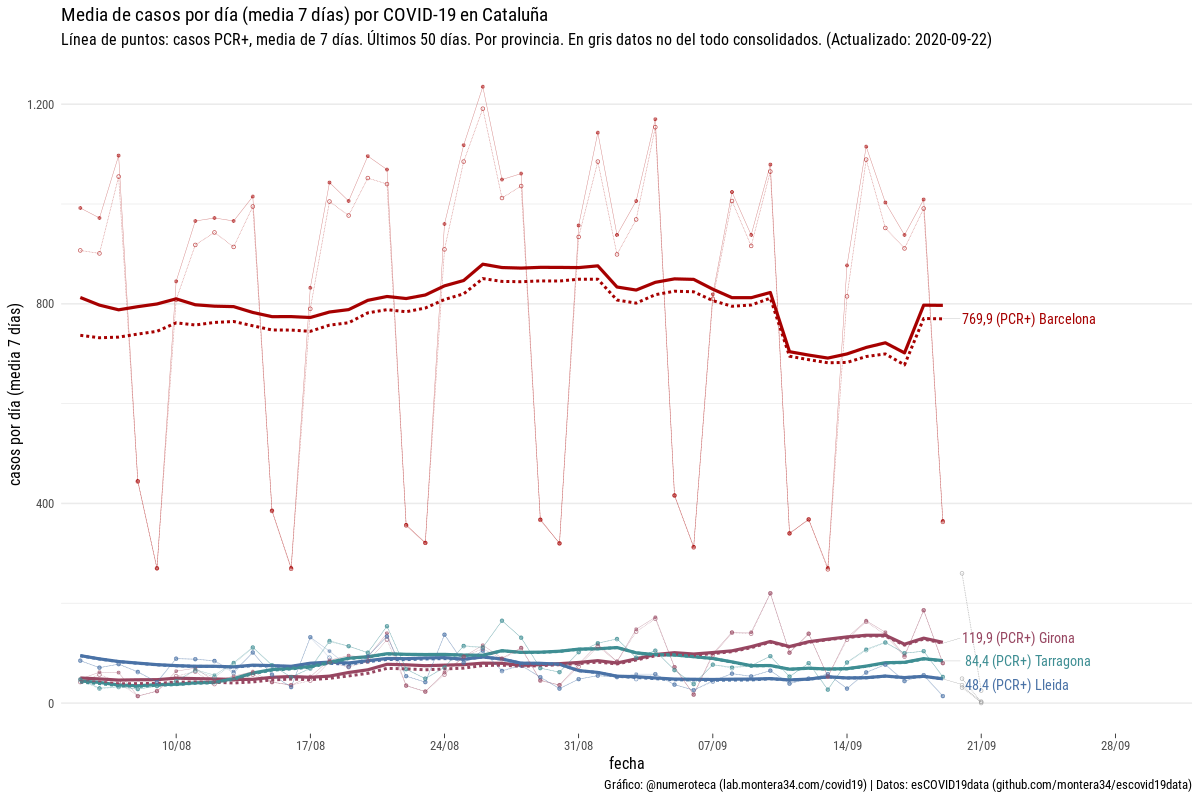 Media de casos por día (media 7 días) por COVID-19 en Cataluña
Línea de puntos: casos PCR+, media de 7 días. Últimos 50 días. Por provincia. En gris datos no del todo consolidados. (Actualizado: 2020-09-22)
casos por día (media 7 días)
1.200
800
400
0
769,9 (PCR+) Barcelona
119,9 (PCR+) Girona
84,4 (PCR+) Tarragona
48,4 (PCR+) Lleida
10/08 17/08 24/08 31/08 07/09 14/09 21/09 28/09
fecha
Gráfico: @numeroteca (lab.montera34.com/covid19) | Datos: esCOVID19data (github.com/montera34/escovid19data)